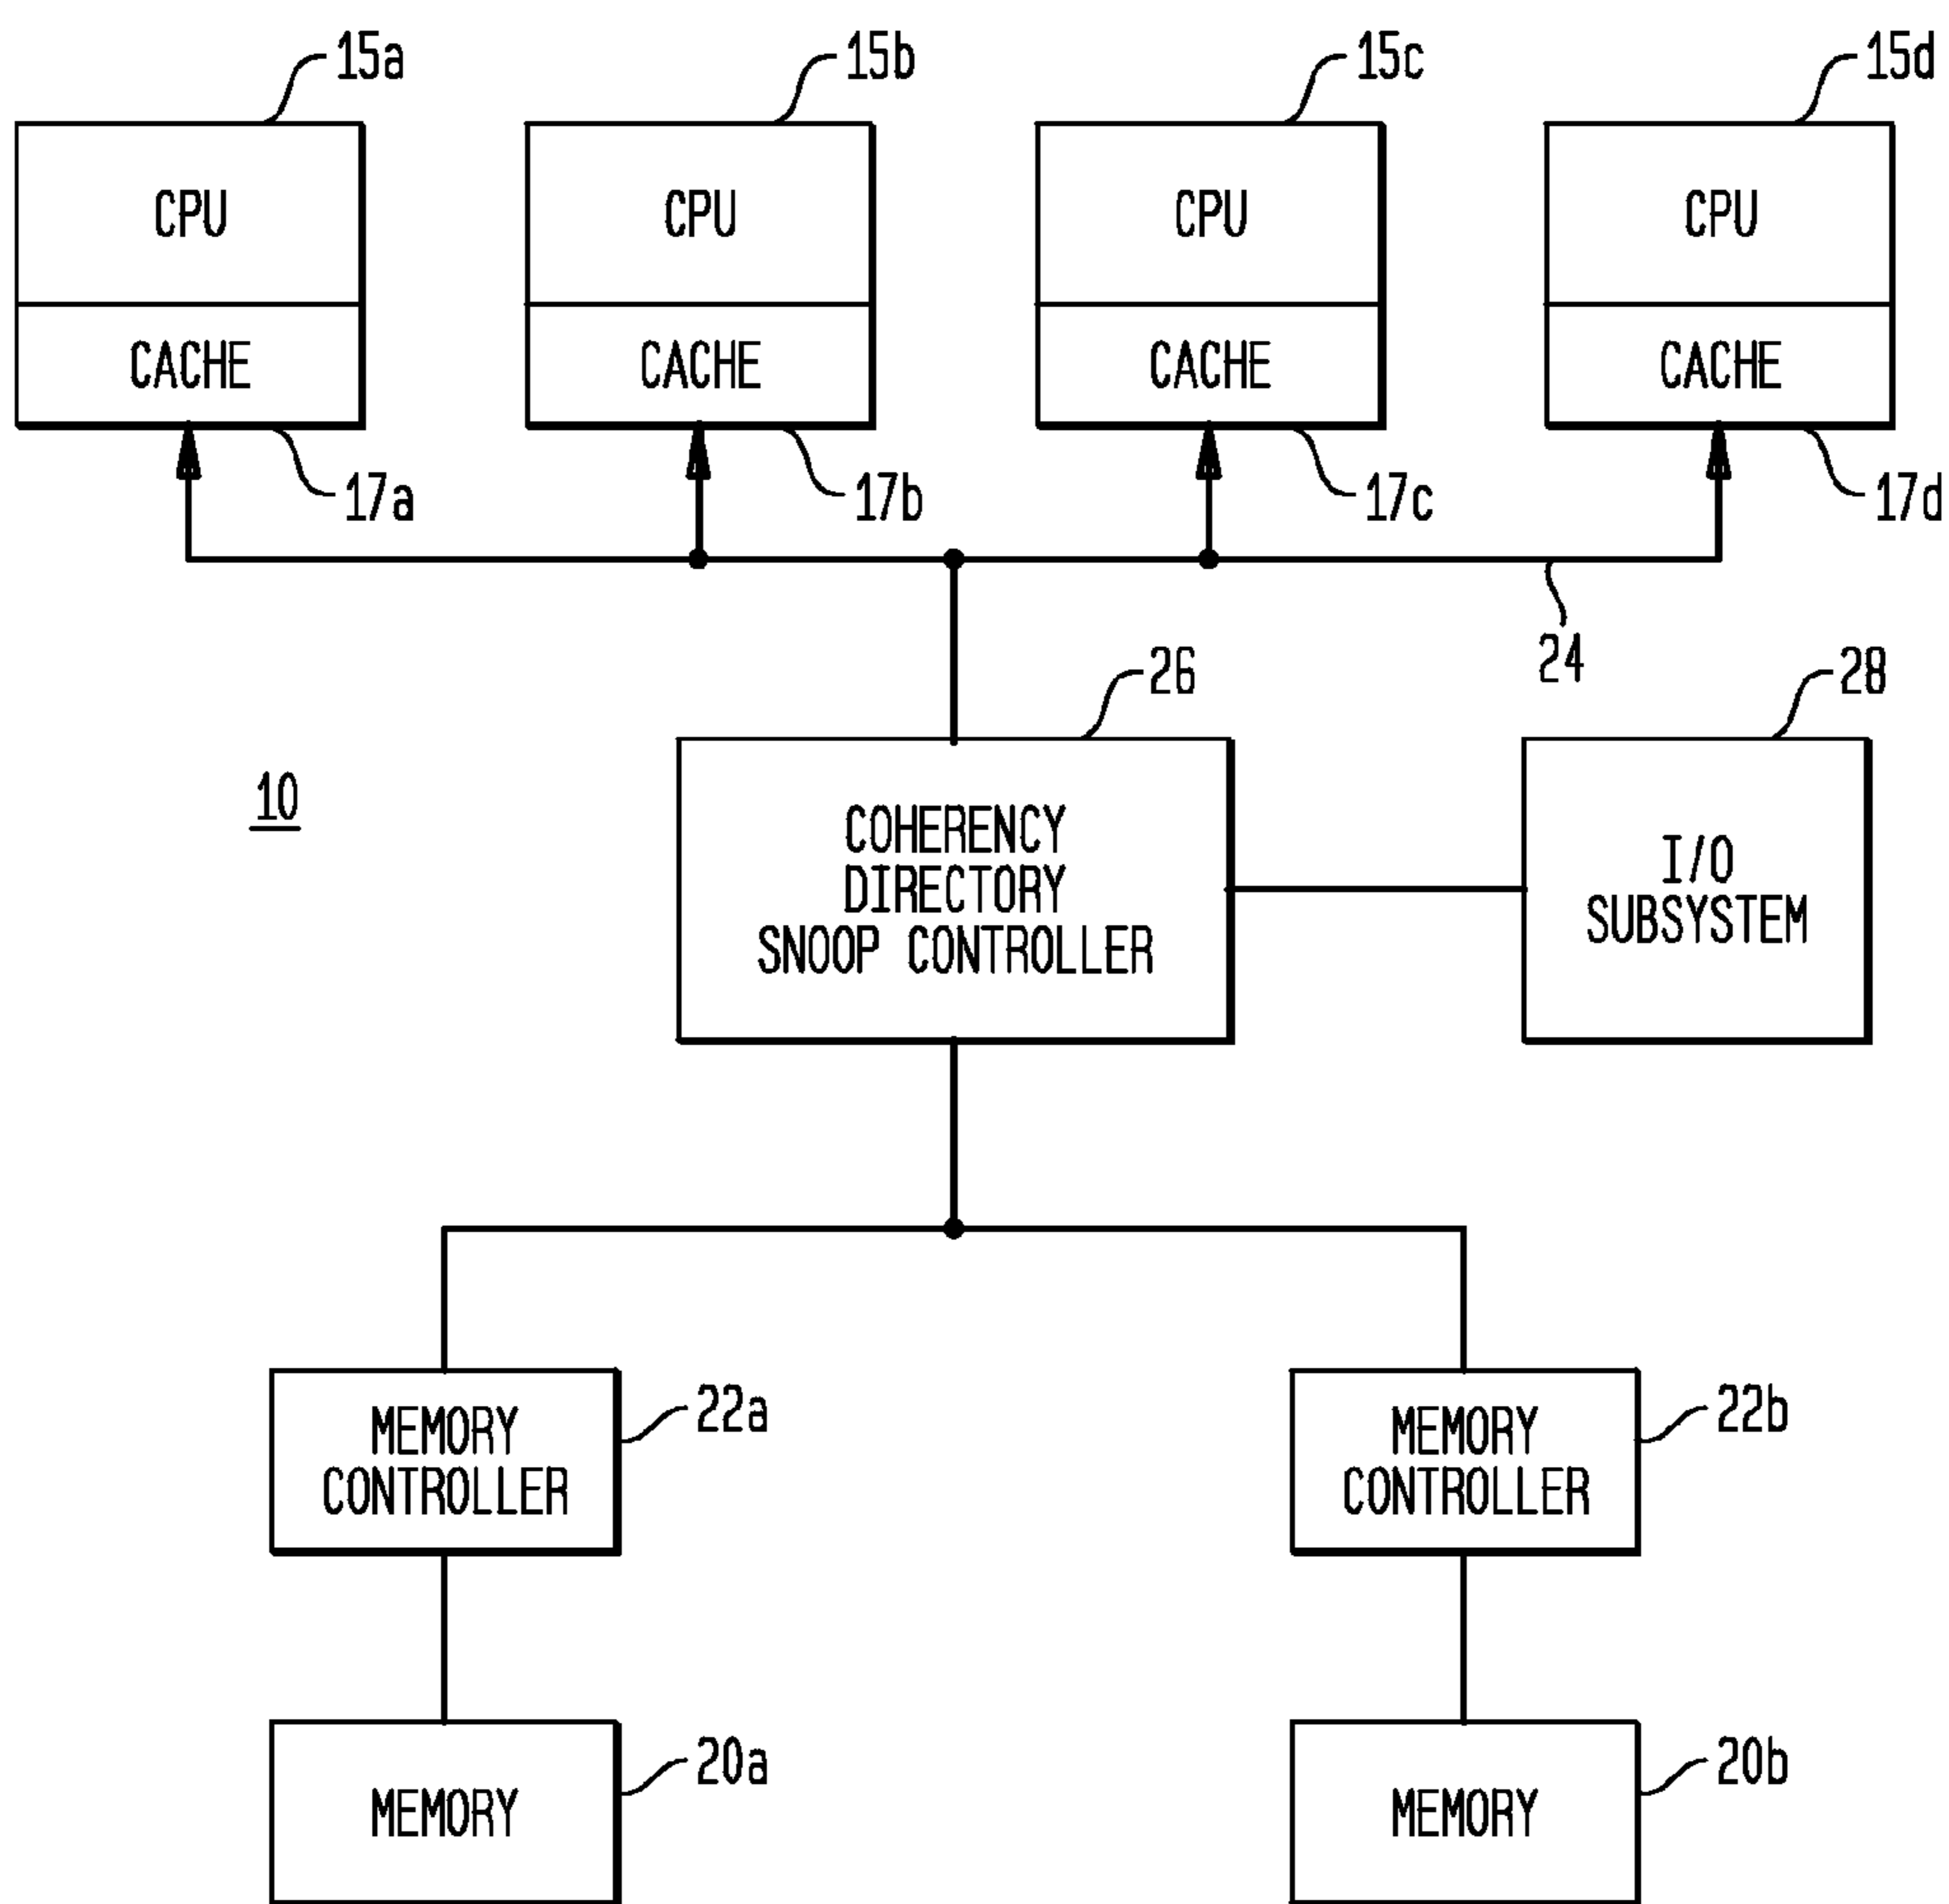 15a
15b
15c
15d
CPU
CPU
CPU
CPU
CACHE
CACHE
CACHE
CACHE
17a
17b
17c
17d
24
26
28
10
COHERENCY
DIRECTORY
SNOOP CONTROLLER
I/O
SUBSYSTEM
22a
MEMORY
CONTROLLER
22b
MEMORY
CONTROLLER
20a
MEMORY
20b
MEMORY